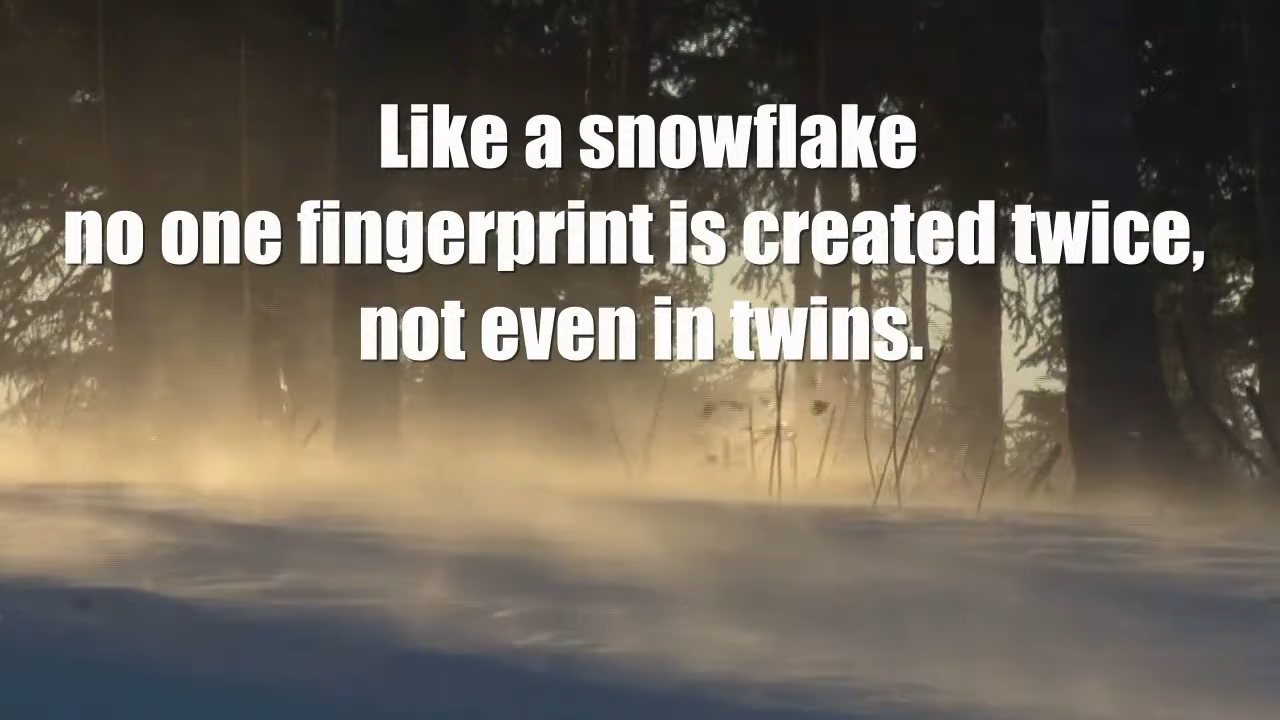 Like a snowflake
no one fingerprint is created twice,
not even in twins.